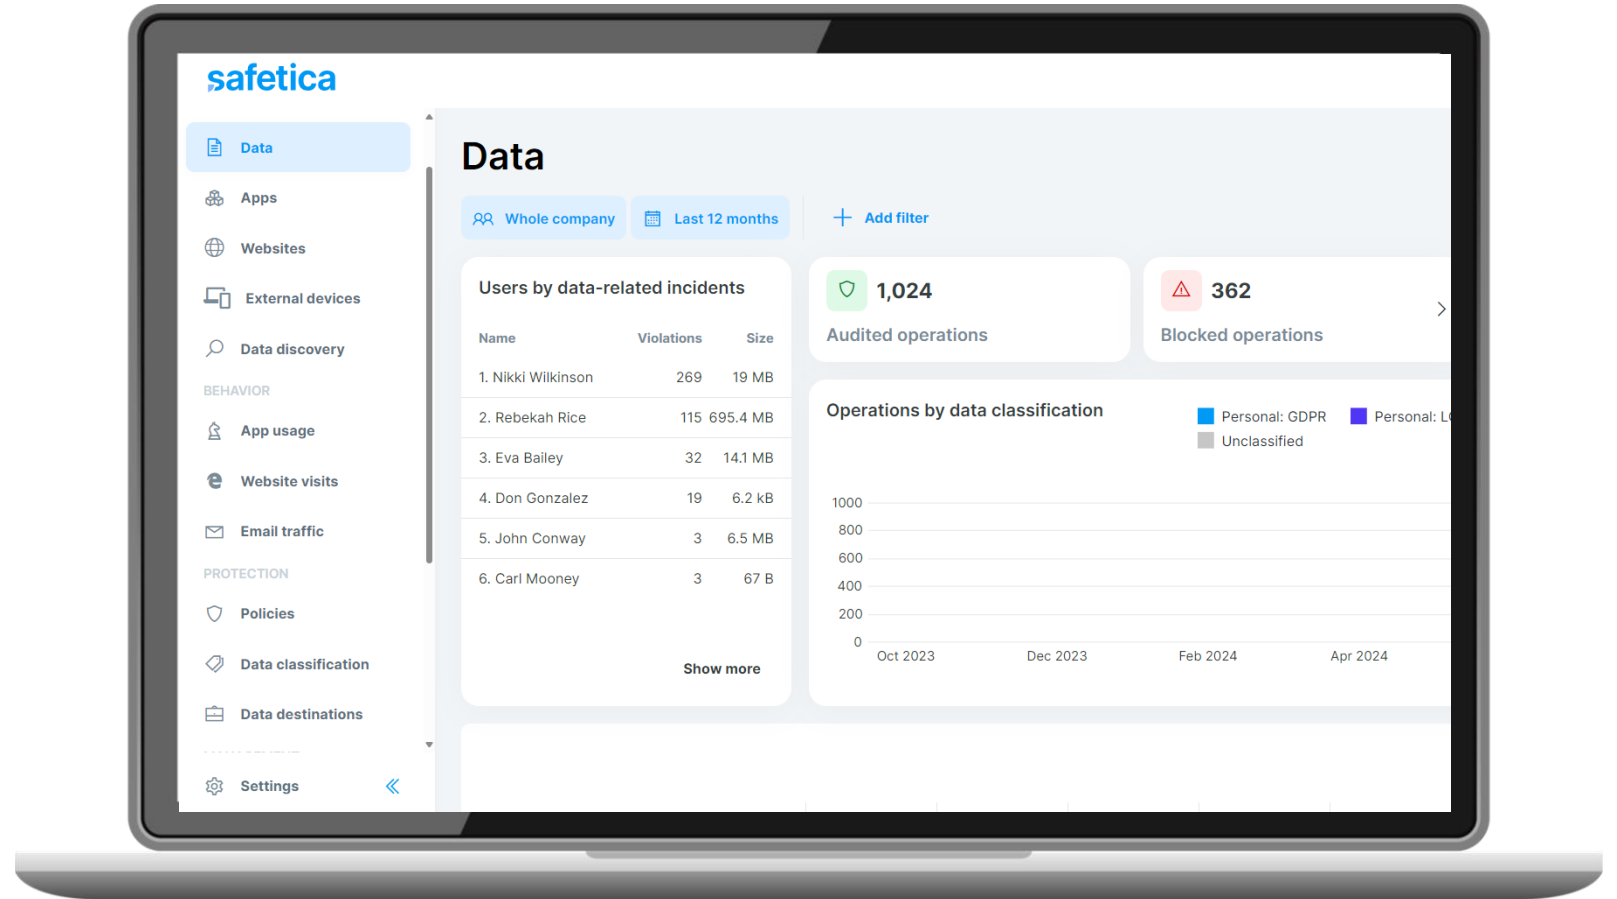 safetica
Data
Apps
Websites
External devices
Data discovery
BEHAVIOR
App usage
Website visits
Email traffic
PROTECTION
Policies
Data classification
Data destinations
Settings
Data
Whole company
Last 12 months
Add filter
Users by data-related incidents
Name Violations Size
1. Nikki Wilkinson 269 19 MB
2. Rebekah Rice 115 695.4 MB
3. Eva Bailey 32 14.1 MB
4. Don Gonzalez 19 6.2 kB
5. John Conway 3 6.5 MB
6. Carl Mooney 3 67 B
Show more
1,024
Audited operations
362
Blocked operations
Operations by data classification
Personal: GDPR
Personal:
Unclassified
1000
800
600
400
200
0
Oct 2023 Dec 2023 Feb 2024 Apr 2024